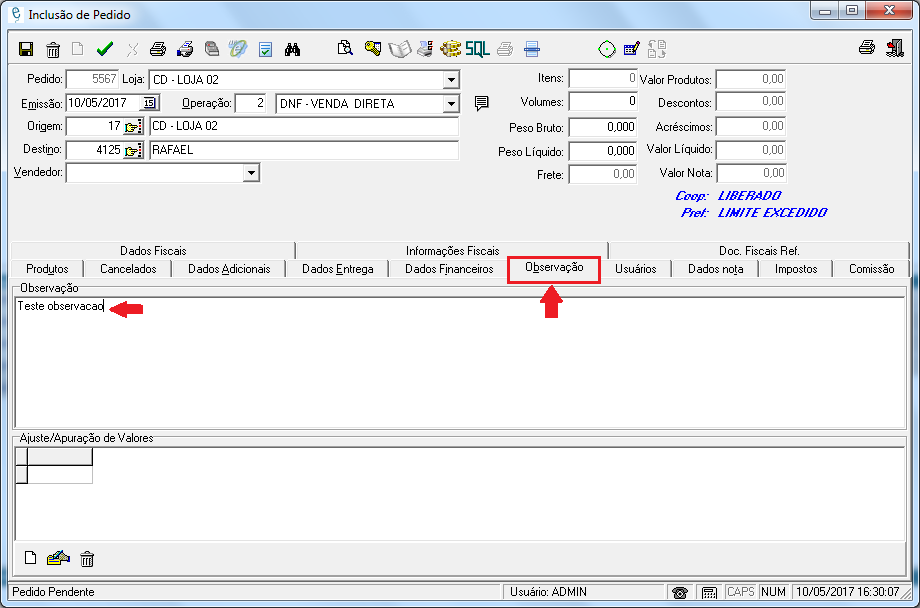 Inclusão de Pedido
SQL
Pedido: 5567 Loja: CD - LOJA 02
Emissão: 10/05/2017 15 Operação: 2 DNF - VENDA DIRETA
Origem: 17 CD - LOJA 02
Destino: 4125 RAFAEL
Vendedor:
Itens: 0 Valor Produtos: 0,00
Volumes: 0 Descontos: 0,00
Peso Bruto: 0,000 Acréscimos: 0,00
Peso Líquido: 0,000 Valor Líquido: 0,00
Frete: 0,00 Valor Nota: 0,00
Coop: LIBERADO
Pref: LIMITE EXCEDIDO
Dados Fiscais Informações Fiscais Doc. Fiscais Ref.
Produtos Cancelados Dados Adicionais Dados Entrega Dados Financeiros Observação Usuários Dados nota Impostos Comissão
Observação
Teste observacao
Ajuste/Apuração de Valores
Pedido Pendente Usuário: ADMIN CAPS NUM 10/05/2017 16:30:07